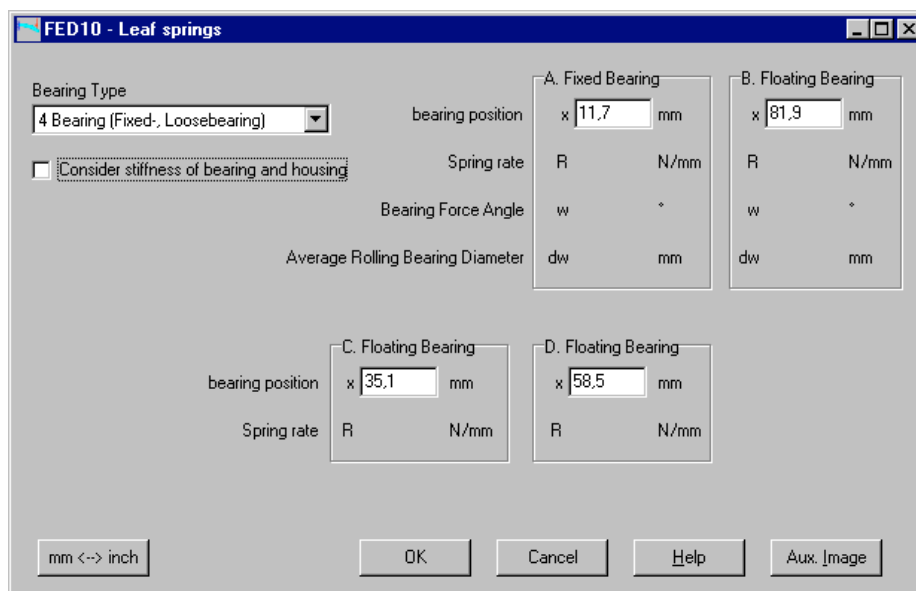 FED10 - Leaf springs
Bearing Type
4 Bearing (Fixed-, Loosebearing)
Consider stiffness of bearing and housing
A. Fixed Bearing
B. Floating Bearing
bearing position x 11,7 mm x 81,9 mm
Spring rate R N/mm R N/mm
Bearing Force Angle w ° w °
Average Rolling Bearing Diameter dw mm dw mm
C. Floating Bearing
D. Floating Bearing
bearing position x 35,1 mm x 58,5 mm
Spring rate R N/mm R N/mm
mm <--> inch
OK
Cancel
Help
Aux. Image